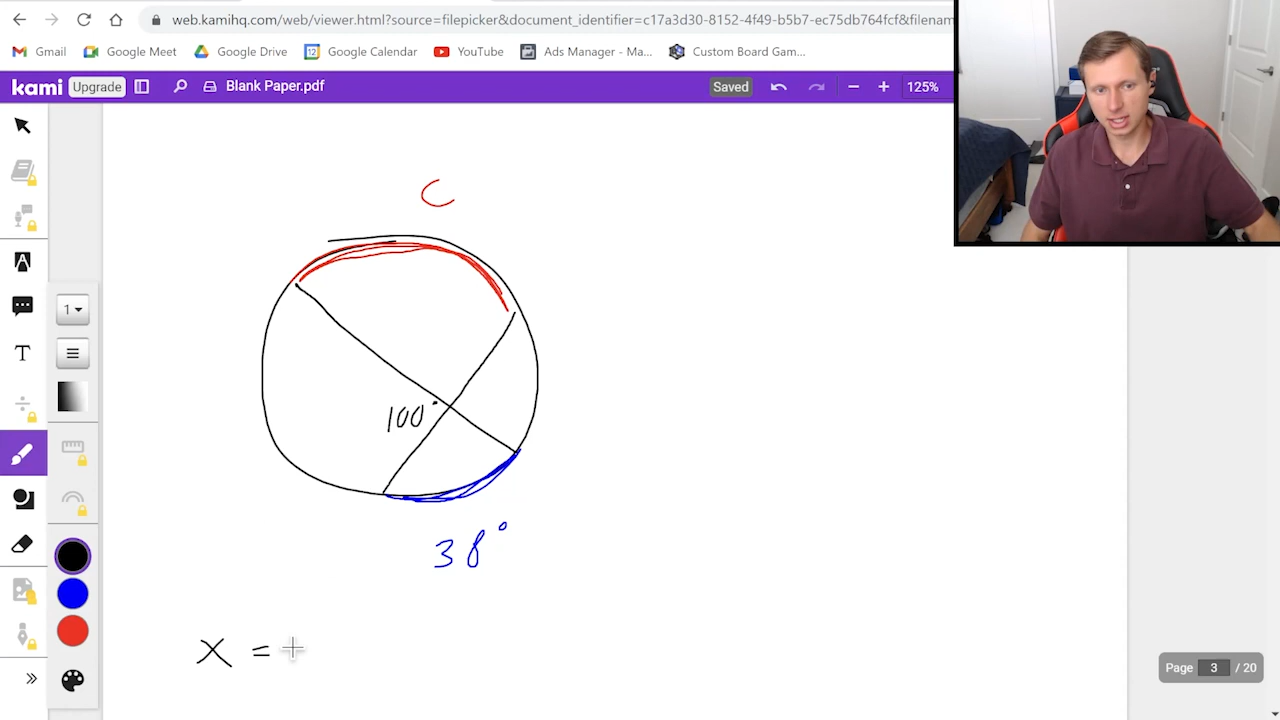 web.kamihq.com/web/viewer.html?source=filepicker&document_identifier=c17a3d30-8152-4f49-b5b7-ec75db764fcf&filenam
Gmail Google Meet Google Drive 12 Google Calendar YouTube Ads Manager - Ma... Custom Board Gam...
kami Upgrade Blank Paper.pdf Saved 125%
C
A
1
T
100°
38°
X =
Page 3 / 20